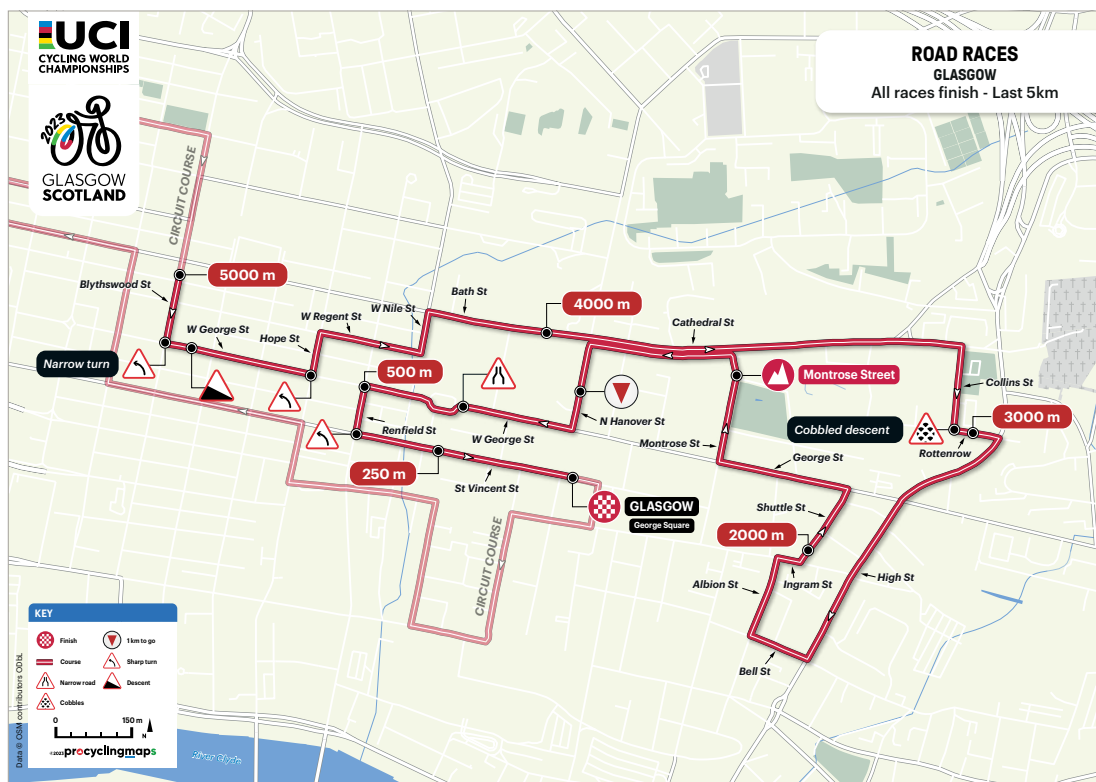 UCI
CYCLING WORLD
CHAMPIONSHIPS
2023
GLASGOW
SCOTLAND
ROAD RACES
GLASGOW
All races finish - Last 5km
CIRCUIT COURSE
5000 m
Blythswood St
Narrow turn
W George St
Hope St
W Regent St
W Nile St
Bath St
4000 m
Cathedral St
Montrose Street
Collins St
3000 m
Cobbled descent
Rottenrow
500 m
N Hanover St
Renfield St
W George St
Montrose St
George St
250 m
St Vincent St
GLASGOW
George Square
Shuttle St
2000 m
Ingram St
Albion St
High St
Bell St
CIRCUIT COURSE
KEY
Finish
1 km to go
Course
Sharp turn
Narrow road
Descent
Cobbles
0 150 m
N
©2023 procyclingmaps
Data © OSM contributors ODbL
River Clyde